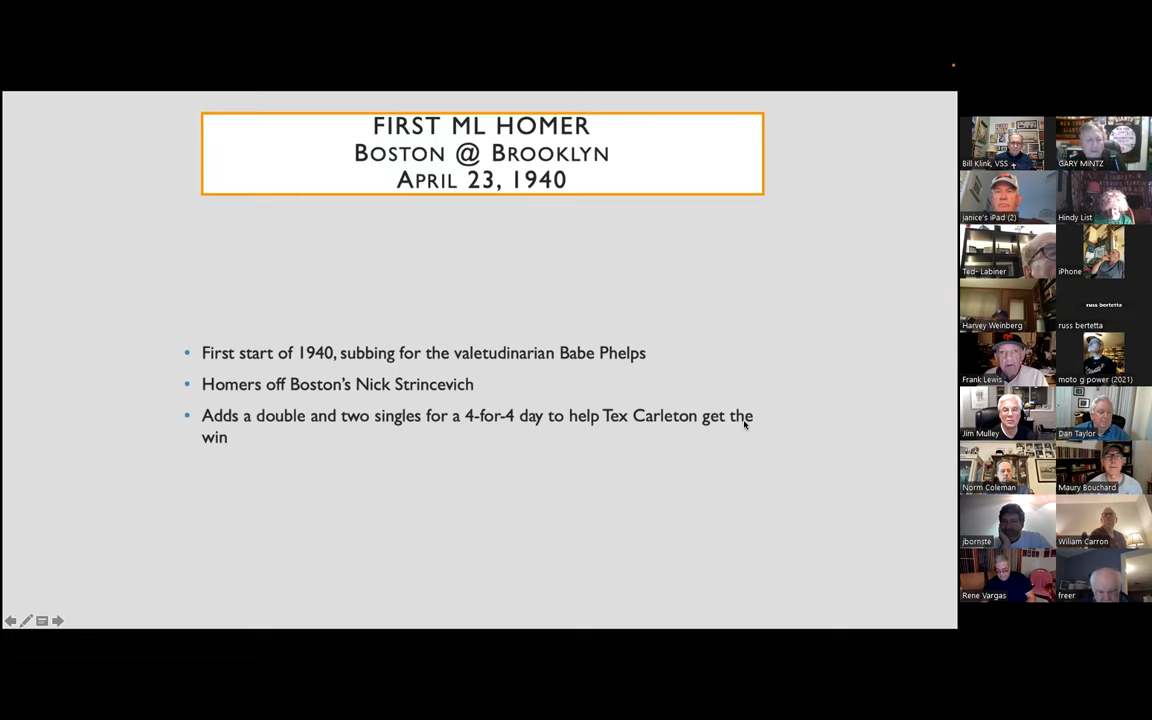 FIRST ML HOMER
BOSTON @ BROOKLYN
APRIL 23, 1940
• First start of 1940, subbing for the valetudinarian Babe Phelps
• Homers off Boston's Nick Strincevich
• Adds a double and two singles for a 4-for-4 day to help Tex Carleton get the
win
Bill Klink, VSS
GARY MINTZ
janice's iPad (2)
Hindy List
Ted- Labiner
iPhone
Harvey Weinberg
russ bertetta
russ bertetta
Frank Lewis
moto g power (2021)
Jim Mulley
Dan Taylor
Norm Coleman
Maury Bouchard
jbornste
Wiliam Carron
Rene Vargas
freer